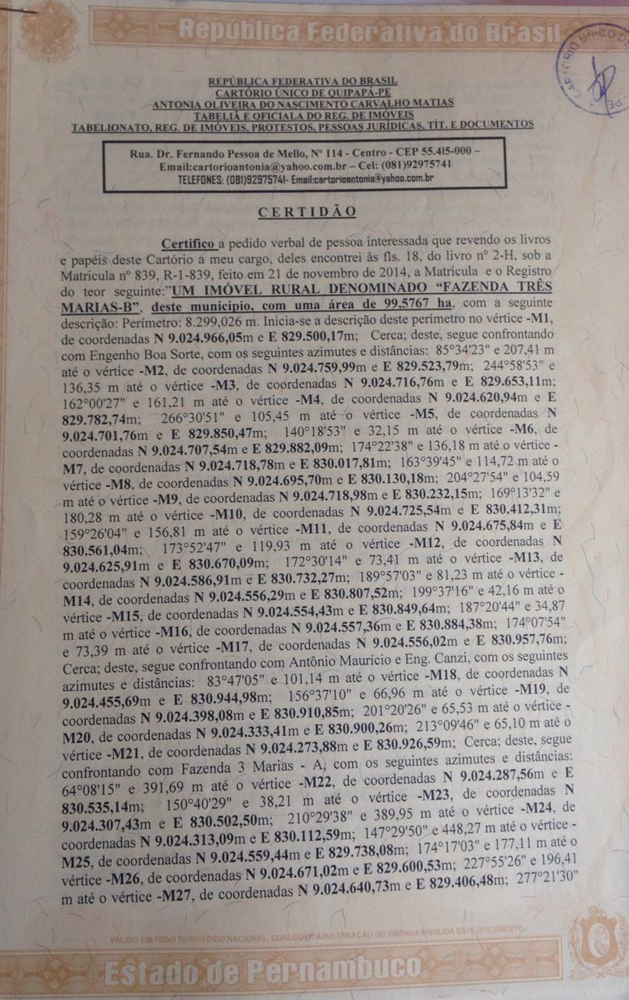 República Federativa do Brasil
REPÚBLICA FEDERATIVA DO BRASIL
CARTÓRIO ÚNICO DE QUIPAPÁ-PE
ANTONIA OLIVEIRA DO NASCIMENTO CARVALHO MATIAS
TABELIÃ E OFICIALA DO REG. DE IMÓVEIS
TABELIONATO, REG. DE IMÓVEIS, PROTESTOS, PESSOAS JURÍDICAS, TÍT. E DOCUMENTOS
Rua. Dr. Fernando Pessoa de Mello, Nº 114 - Centro - CEP 55.415-000 –
Email:cartorioantonia@yahoo.com.br – Cel: (081)92975741
TELEFONES: (081)92975741- Email:cartorioantonia@yahoo.com.br
CERTIDÃO
Certifico a pedido verbal de pessoa interessada que revendo os livros
e papéis deste Cartório a meu cargo, deles encontrei às fls. 18, do livro nº 2-H, sob a
Matricula nº 839, R-1-839, feito em 21 de novembro de 2014, a Matricula e o Registro
do teor seguinte:"UM IMÓVEL RURAL DENOMINADO "FAZENDA TRÊS
MARIAS-B", deste municipio, com uma área de 99,5767 ha, com a seguinte
descrição: Perímetro: 8.299,026 m. Inicia-se a descrição deste perímetro no vértice -M1,
de coordenadas N 9.024.966,05m e E 829.500,17m; Cerca; deste, segue confrontando
com Engenho Boa Sorte, com os seguintes azimutes e distâncias: 85°34'23" e 207,41 m
até o vértice -M2, de coordenadas N 9.024.759,99m e E 829.523,79m; 244°58'53" e
136,35 m até o vértice -M3, de coordenadas N 9.024.716,76m e E 829.653,11m;
162°00'27" e 161,21 m até o vértice -M4, de coordenadas N 9.024.620,94m e E
829.782,74m; 266°30'51" e 105,45 m até o vértice -M5, de coordenadas N
9.024.701,76m e E 829.850,47m; 140°18'53" e 32,15 m até o vértice -M6, de
coordenadas N 9.024.707,54m e E 829.882,09m; 174°22'38" e 136,18 m até o vértice -
M7, de coordenadas N 9.024.718,78m e E 830.017,81m; 163°39'45" e 114,72 m até o
vértice -M8, de coordenadas N 9.024.695,70m e E 830.130,18m; 204°27'54" e 104,59
m até o vértice -M9, de coordenadas N 9.024.718,98m e E 830.232,15m; 169°13'32" e
180,28 m até o vértice -M10, de coordenadas N 9.024.725,54m e E 830.412,31m;
159°26'04" e 156,81 m até o vértice -M11, de coordenadas N 9.024.675,84m e E
830.561,04m; 173°52'47" e 119,93 m até o vértice -M12, de coordenadas N
9.024.625,91m e E 830.670,09m; 172°30'14" e 73,41 m até o vértice -M13, de
coordenadas N 9.024.586,91m e E 830.732,27m; 189°57'03" e 81,23 m até o vértice -
M14, de coordenadas N 9.024.556,29m e E 830.807,52m; 199°37'16" e 42,16 m até o
vértice -M15, de coordenadas N 9.024.554,43m e E 830.849,64m; 187°20'44" e 34,87
m até o vértice -M16, de coordenadas N 9.024.557,36m e E 830.884,38m; 174°07'54"
e 73,39 m até o vértice -M17, de coordenadas N 9.024.556,02m e E 830.957,76m;
Cerca; deste, segue confrontando com Antônio Maurício e Eng. Canzi, com os seguintes
azimutes e distâncias: 83°47'05" e 101,14 m até o vértice -M18, de coordenadas N
9.024.455,69m e E 830.944,98m; 156°37'10" e 66,96 m até o vértice -M19, de
coordenadas N 9.024.398,08m e E 830.910,85m; 201°20'26" e 65,53 m até o vértice -
M20, de coordenadas N 9.024.333,41m e E 830.900,26m; 213°09'46" e 65,10 m até o
vértice -M21, de coordenadas N 9.024.273,88m e E 830.926,59m; Cerca; deste, segue
confrontando com Fazenda 3 Marias - A, com os seguintes azimutes e distâncias:
64°08'15" e 391,69 m até o vértice -M22, de coordenadas N 9.024.287,56m e E
830.535,14m; 150°40'29" e 38,21 m até o vértice -M23, de coordenadas N
9.024.307,43m e E 830.502,50m; 210°29'38" e 389,95 m até o vértice -M24, de
coordenadas N 9.024.313,09m e E 830.112,59m; 147°29'50" e 448,27 m até o vértice -
M25, de coordenadas N 9.024.559,44m e E 829.738,08m; 174°17'03" e 177,11 m até o
vértice -M26, de coordenadas N 9.024.671,02m e E 829.600,53m; 227°55'26" e 196,41
m até o vértice -M27, de coordenadas N 9.024.640,73m e E 829.406,48m; 277°21'30"
VÁLIDO EM TODO TERRITÓRIO NACIONAL. QUALQUER ADULTERAÇÃO OU EMENDA INVALIDA ESTE DOCUMENTO.
Estado de Pernambuco